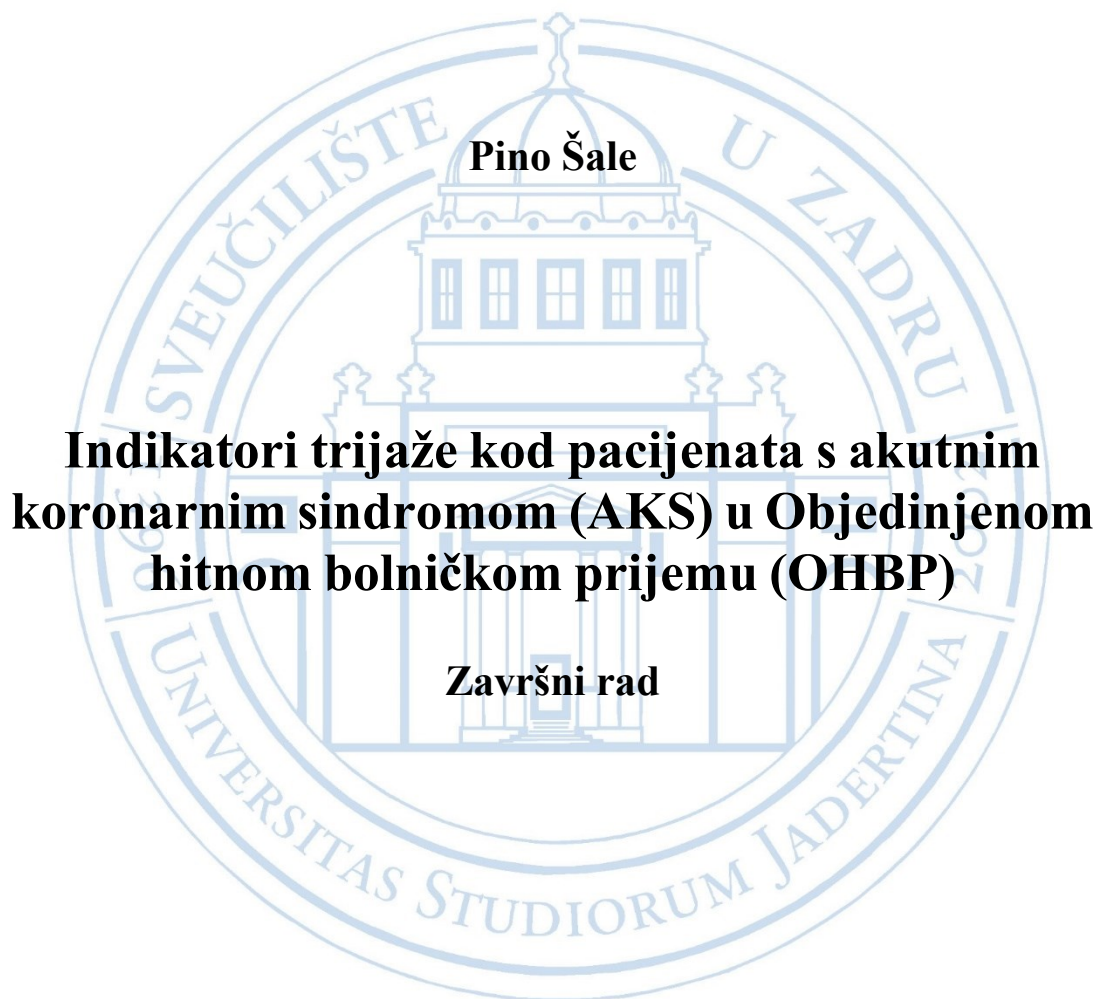 Pino Šale
SVEUČILIŠTE U ZADRU
Indikatori trijaže kod pacijenata s akutnim
koronarnim sindromom (AKS) u Objedinjenom
hitnom bolničkom prijemu (OHBP)
Završni rad
UNIVERSITAS STUDIORUM JADERTINA